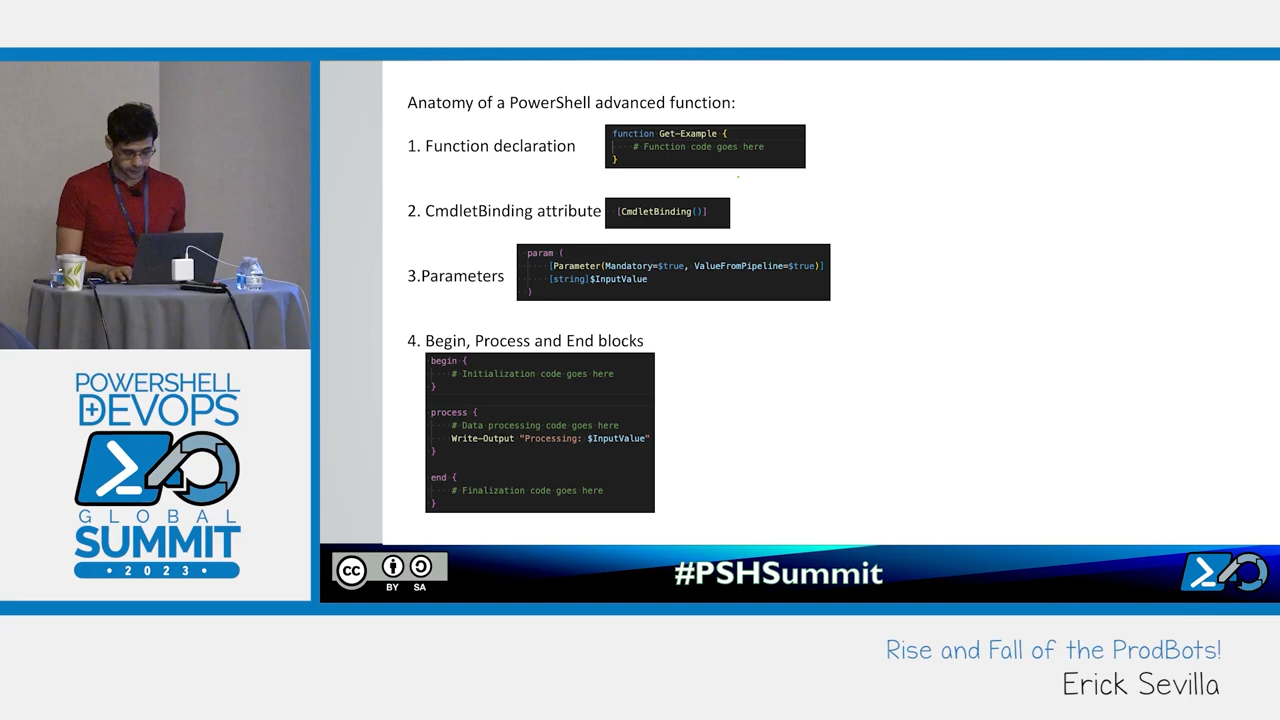 Anatomy of a PowerShell advanced function:
1. Function declaration
function Get-Example {
# Function code goes here
}
2. CmdletBinding attribute
[CmdletBinding()]
3.Parameters
param (
[Parameter(Mandatory=$true, ValueFromPipeline=$true)]
[string]$InputValue
)
4. Begin, Process and End blocks
begin {
# Initialization code goes here
}
process {
# Data processing code goes here
Write-Output "Processing: $InputValue"
}
end {
# Finalization code goes here
}
POWERSHELL
+DEVOPS
GLOBAL
SUMMIT
• 2023 •
cc
BY SA
#PSHSummit
Rise and Fall of the ProdBots!
Erick Sevilla